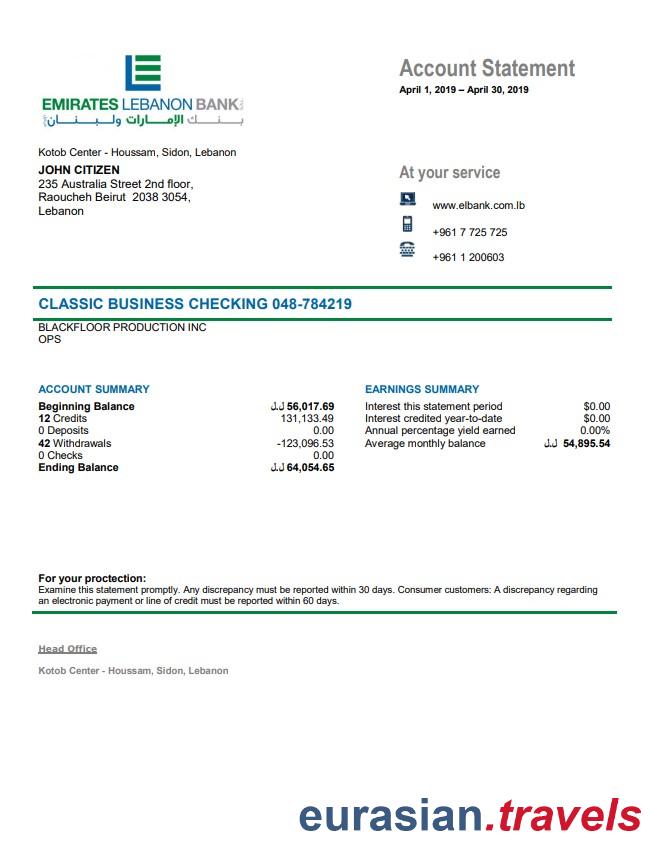 Account Statement
April 1, 2019 – April 30, 2019
EMIRATES LEBANON BANK
بنك الإمارات ولبنان
Kotob Center - Houssam, Sidon, Lebanon
JOHN CITIZEN
235 Australia Street 2nd floor,
Raoucheh Beirut 2038 3054,
Lebanon
At your service
www.elbank.com.lb
+961 7 725 725
+961 1 200603
CLASSIC BUSINESS CHECKING 048-784219
BLACKFLOOR PRODUCTION INC
OPS
ACCOUNT SUMMARY
Beginning Balance ل.ل 56,017.69
12 Credits 131,133.49
0 Deposits 0.00
42 Withdrawals -123,096.53
0 Checks 0.00
Ending Balance ل.ل 64,054.65
EARNINGS SUMMARY
Interest this statement period $0.00
Interest credited year-to-date $0.00
Annual percentage yield earned 0.00%
Average monthly balance ل.ل 54,895.54
For your proctection:
Examine this statement promptly. Any discrepancy must be reported within 30 days. Consumer customers: A discrepancy regarding
an electronic payment or line of credit must be reported within 60 days.
Head Office
Kotob Center - Houssam, Sidon, Lebanon
eurasian.travels